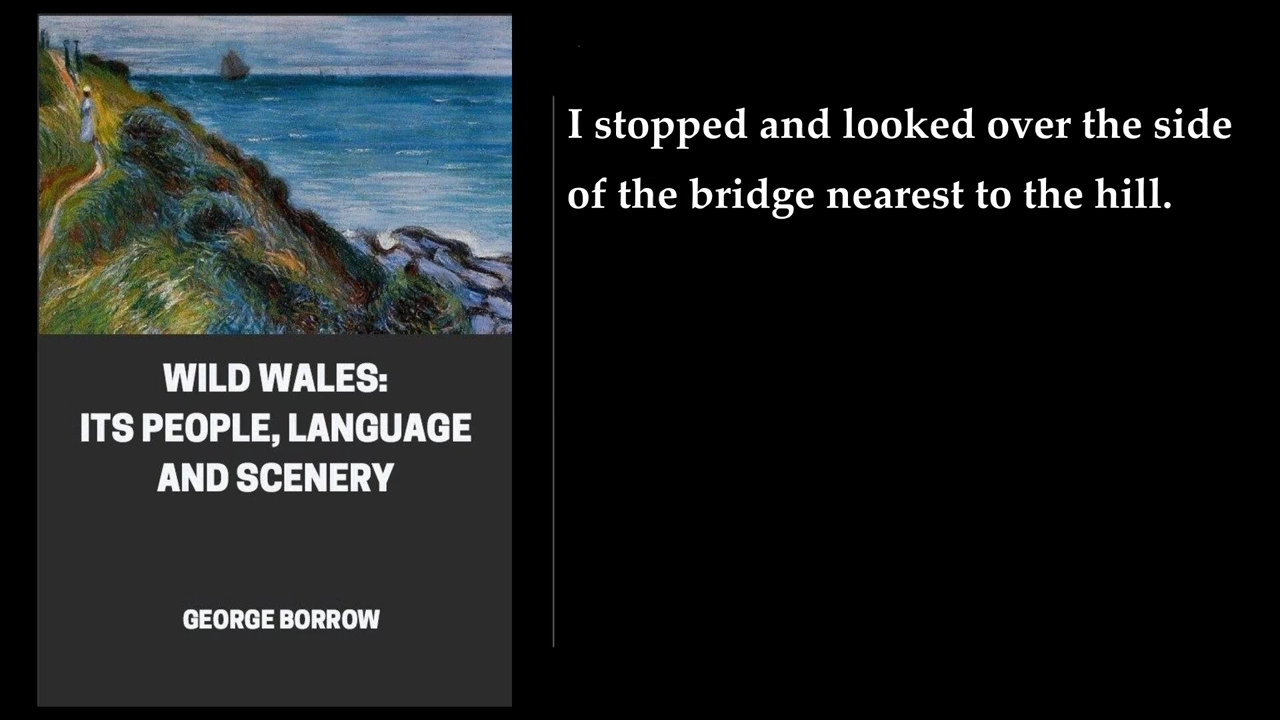 WILD WALES:
ITS PEOPLE, LANGUAGE
AND SCENERY
GEORGE BORROW
I stopped and looked over the side
of the bridge nearest to the hill.